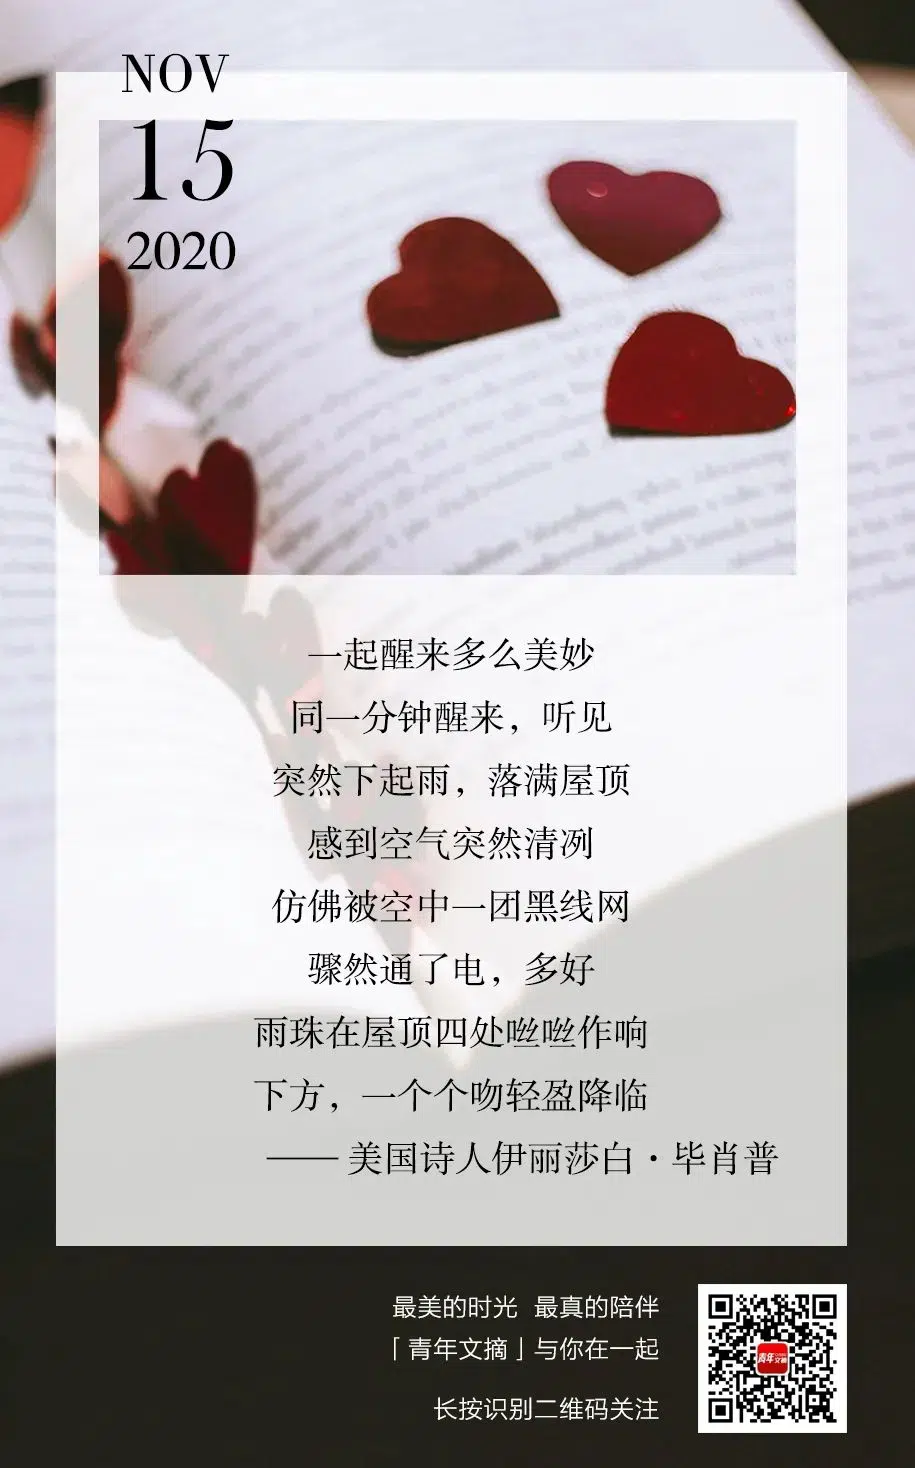 NOV
15
2020
一起醒来多么美妙
同一分钟醒来，听见
突然下起雨，落满屋顶
感到空气突然清冽
仿佛被空中一团黑线网
骤然通了电，多好
雨珠在屋顶四处咝咝作响
下方，一个个吻轻盈降临
—— 美国诗人伊丽莎白·毕肖普
最美的时光 最真的陪伴
「青年文摘」与你在一起
长按识别二维码关注
青年文摘